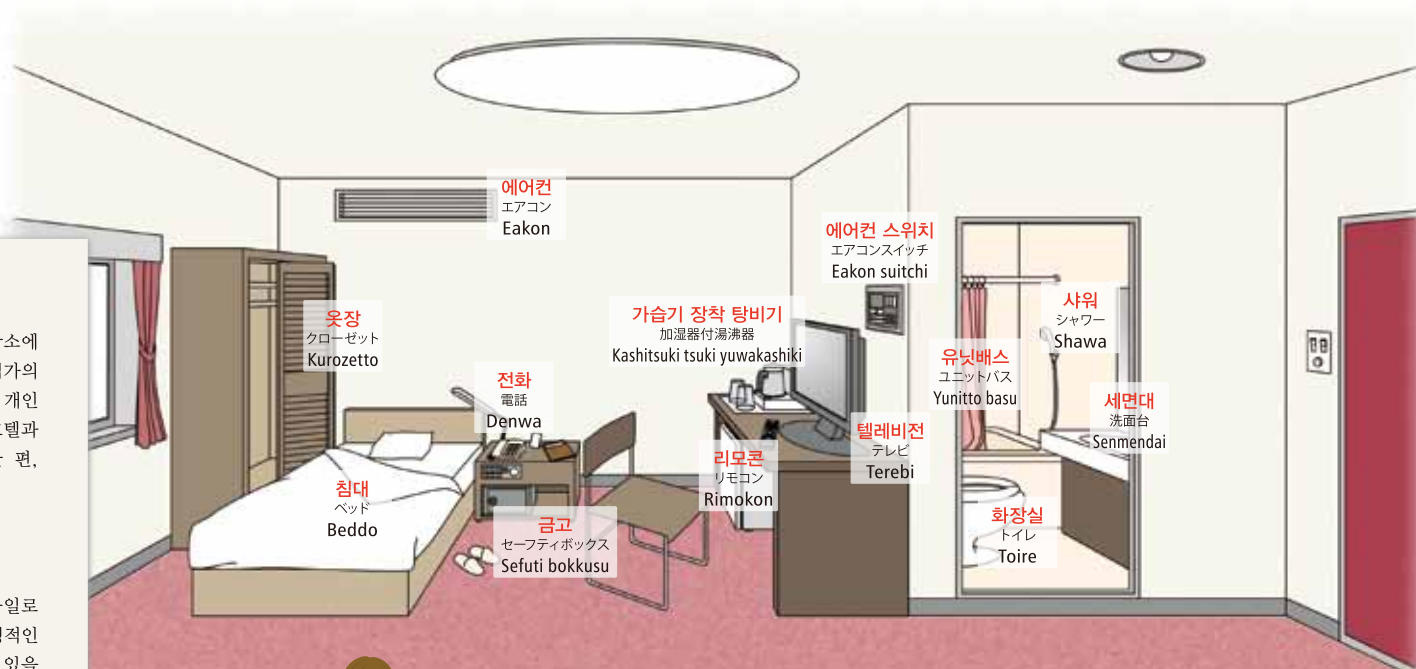 에어컨
エアコン
Eakon
에어컨 스위치
エアコンスイッチ
Eakon suitchi
옷장
クローゼット
Kurozetto
가습기 장착 탕비기
加湿器付湯沸器
Kashitsuki tsuki yuwakashiki
샤워
シャワー
Shawa
유닛배스
ユニットバス
Yunitto basu
전화
電話
Denwa
세면대
洗面台
Senmendai
텔레비전
テレビ
Terebi
리모콘
リモコン
Rimokon
침대
ベッド
Beddo
금고
セーフティボックス
Sefuti bokkusu
화장실
トイレ
Toire
개인
편,